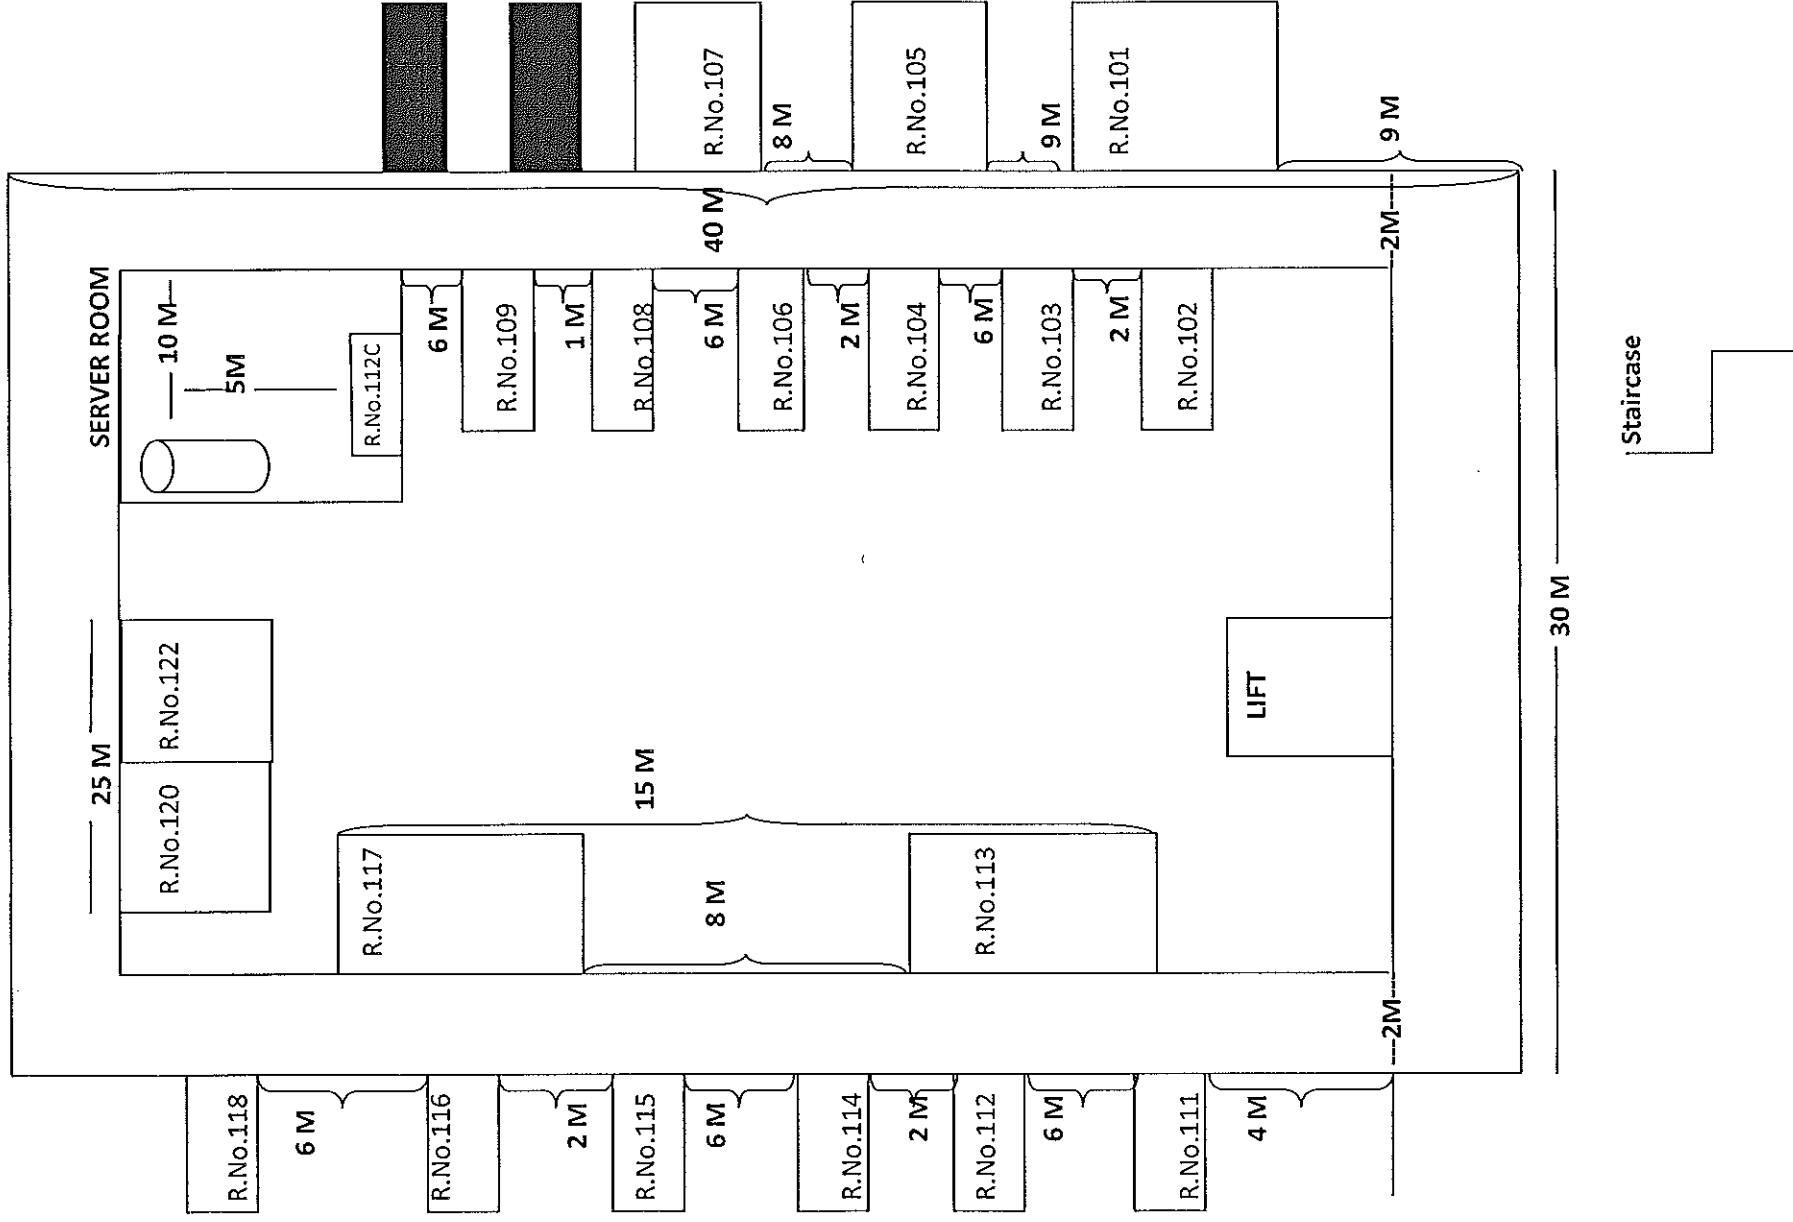 SERVER ROOM
10 M
5M
R.No.112C
6 M
R.No.109
1 M
R.No.108
6 M
R.No.106
2 M
R.No.104
6 M
R.No.103
2 M
R.No.102
R.No.107
8 M
R.No.105
9 M
R.No.101
9 M
40 M
2M
25 M
R.No.122
R.No.120
15 M
R.No.117
8 M
R.No.113
LIFT
2M
R.No.118
6 M
R.No.116
2 M
R.No.115
6 M
R.No.114
2 M
R.No.112
6 M
R.No.111
4 M
30 M
Staircase